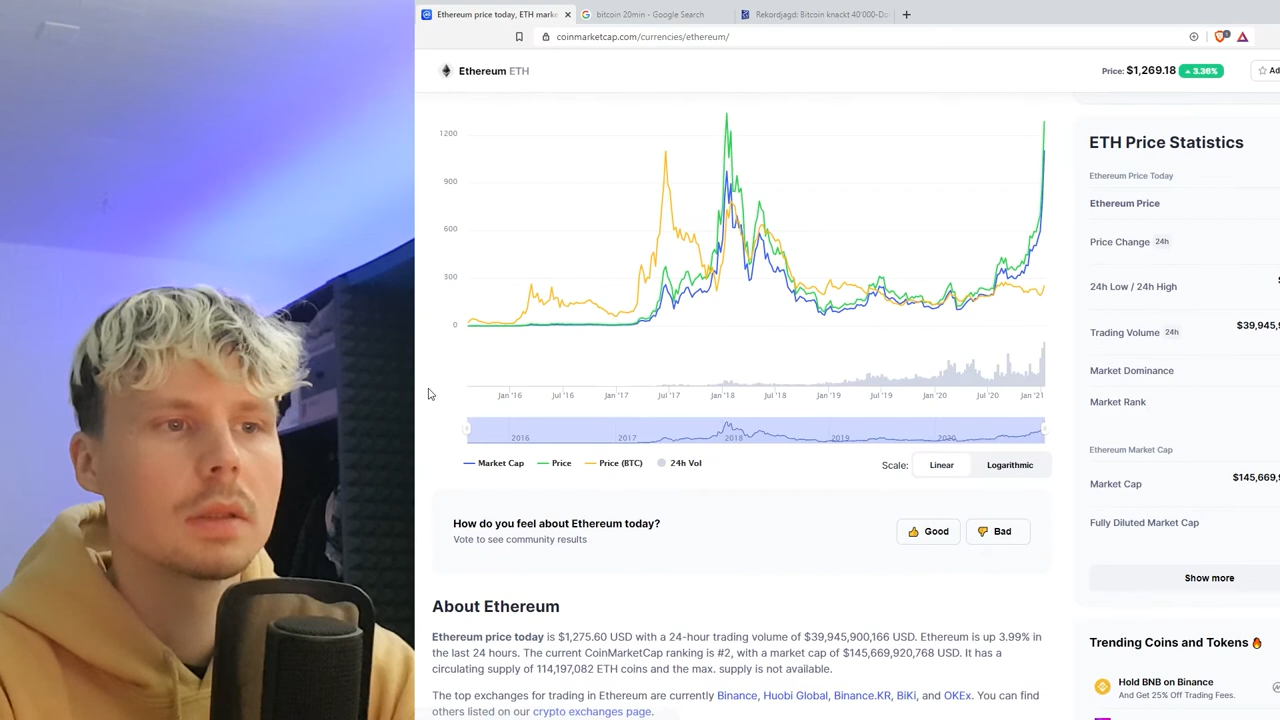 Ethereum price today, ETH marke
bitcoin 20min - Google Search
Rekordjagd: Bitcoin knackt 40'000-Do
coinmarketcap.com/currencies/ethereum/
Ethereum ETH
Price: $1,269.18 3.36%
Ad
1200
900
600
300
0
Jan '16 Jul '16 Jan '17 Jul '17 Jan '18 Jul '18 Jan '19 Jul '19 Jan '20 Jul '20 Jan '21
2016 2017 2018 2019 2020
Market Cap Price Price (BTC) 24h Vol
Scale: Linear Logarithmic
How do you feel about Ethereum today?
Vote to see community results
Good Bad
About Ethereum
Ethereum price today is $1,275.60 USD with a 24-hour trading volume of $39,945,900,166 USD. Ethereum is up 3.99% in
the last 24 hours. The current CoinMarketCap ranking is #2, with a market cap of $145,669,920,768 USD. It has a
circulating supply of 114,197,082 ETH coins and the max. supply is not available.
The top exchanges for trading in Ethereum are currently Binance, Huobi Global, Binance.KR, BiKi, and OKEx. You can find
others listed on our crypto exchanges page.
ETH Price Statistics
Ethereum Price Today
Ethereum Price
Price Change 24h
24h Low / 24h High $
Trading Volume 24h $39,945,9
Market Dominance
Market Rank
Ethereum Market Cap
Market Cap $145,669,9
Fully Diluted Market Cap
Show more
Trending Coins and Tokens
Hold BNB on Binance
And Get 25% Off Trading Fees.